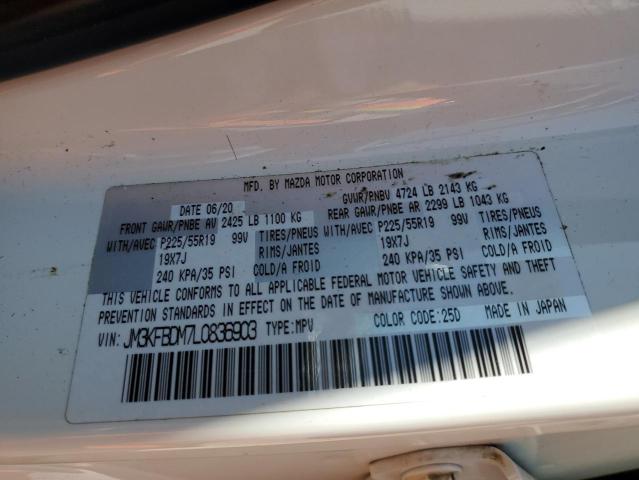 MFD. BY MAZDA MOTOR CORPORATION
DATE 06/20 GVWR/PNBV 4724 LB 2143 KG
FRONT GAWR/PNBE AV 2425 LB 1100 KG REAR GAWR/PNBE AR 2299 LB 1043 KG
WITH/AVEC P225/55R19 99V TIRES/PNEUS WITH/AVEC P225/55R19 99V TIRES/PNEUS
19X7J RIMS/JANTES 19X7J RIMS/JANTES
240 KPA/35 PSI COLD/A FROID 240 KPA/35 PSI COLD/A FROID
THIS VEHICLE CONFORMS TO ALL APPLICABLE FEDERAL MOTOR VEHICLE SAFETY AND THEFT
PREVENTION STANDARDS IN EFFECT ON THE DATE OF MANUFACTURE SHOWN ABOVE.
VIN: JM3KFBDM7L0836903 TYPE: MPV COLOR CODE: 25D MADE IN JAPAN